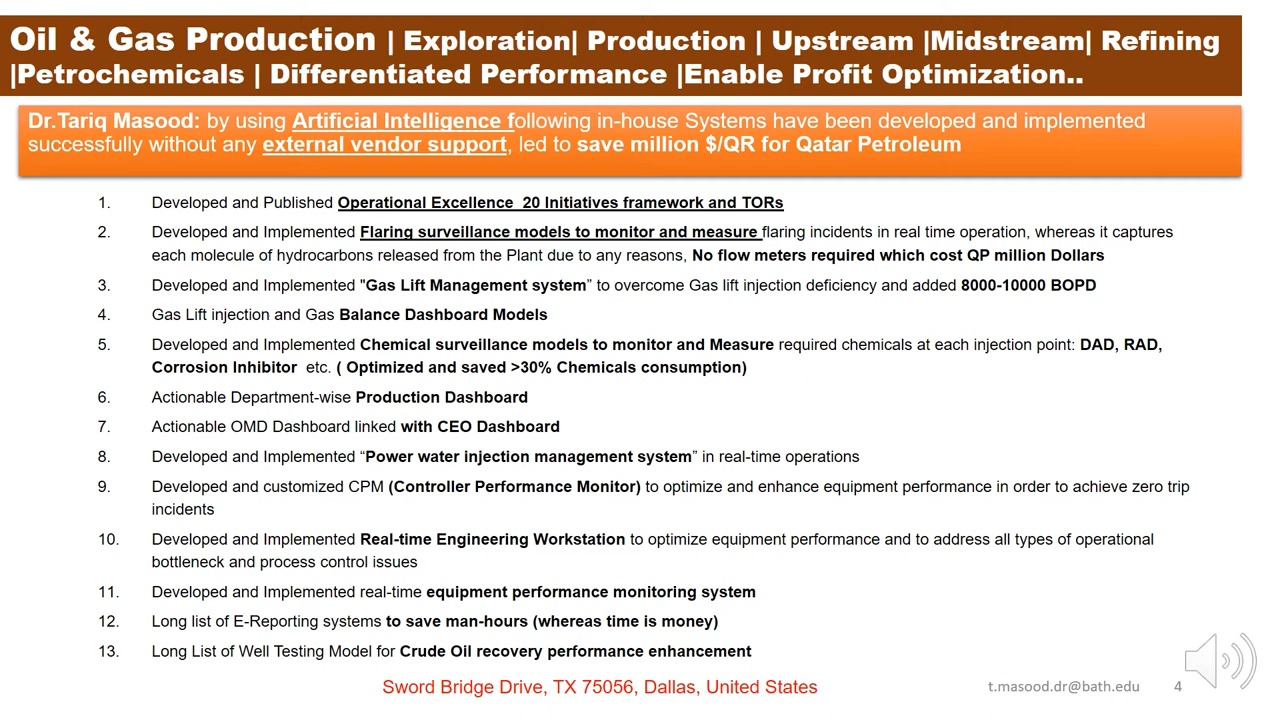 Oil & Gas Production | Exploration| Production | Upstream |Midstream| Refining
|Petrochemicals | Differentiated Performance |Enable Profit Optimization..
Dr.Tariq Masood: by using Artificial Intelligence following in-house Systems have been developed and implemented
successfully without any external vendor support, led to save million $/QR for Qatar Petroleum
1. Developed and Published Operational Excellence 20 Initiatives framework and TORs
2. Developed and Implemented Flaring surveillance models to monitor and measure flaring incidents in real time operation, whereas it captures
each molecule of hydrocarbons released from the Plant due to any reasons, No flow meters required which cost QP million Dollars
3. Developed and Implemented "Gas Lift Management system” to overcome Gas lift injection deficiency and added 8000-10000 BOPD
4. Gas Lift injection and Gas Balance Dashboard Models
5. Developed and Implemented Chemical surveillance models to monitor and Measure required chemicals at each injection point: DAD, RAD,
Corrosion Inhibitor etc. ( Optimized and saved >30% Chemicals consumption)
6. Actionable Department-wise Production Dashboard
7. Actionable OMD Dashboard linked with CEO Dashboard
8. Developed and Implemented “Power water injection management system” in real-time operations
9. Developed and customized CPM (Controller Performance Monitor) to optimize and enhance equipment performance in order to achieve zero trip
incidents
10. Developed and Implemented Real-time Engineering Workstation to optimize equipment performance and to address all types of operational
bottleneck and process control issues
11. Developed and Implemented real-time equipment performance monitoring system
12. Long list of E-Reporting systems to save man-hours (whereas time is money)
13. Long List of Well Testing Model for Crude Oil recovery performance enhancement
Sword Bridge Drive, TX 75056, Dallas, United States
t.masood.dr@bath.edu 4